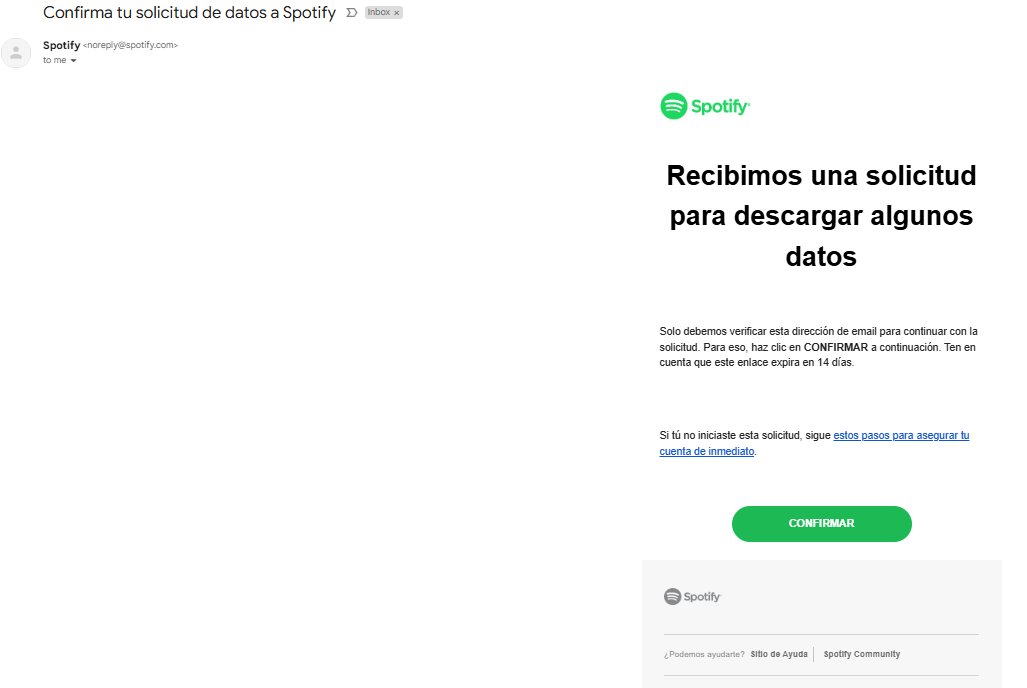 Confirma tu solicitud de datos a Spotify Inbox ×
Spotify <noreply@spotify.com>
to me
Spotify
Recibimos una solicitud
para descargar algunos
datos
Solo debemos verificar esta dirección de email para continuar con la
solicitud. Para eso, haz clic en CONFIRMAR a continuación. Ten en
cuenta que este enlace expira en 14 días.
Si tú no iniciaste esta solicitud, sigue estos pasos para asegurar tu
cuenta de inmediato.
CONFIRMAR
Spotify
¿Podemos ayudarte? Sitio de Ayuda Spotify Community